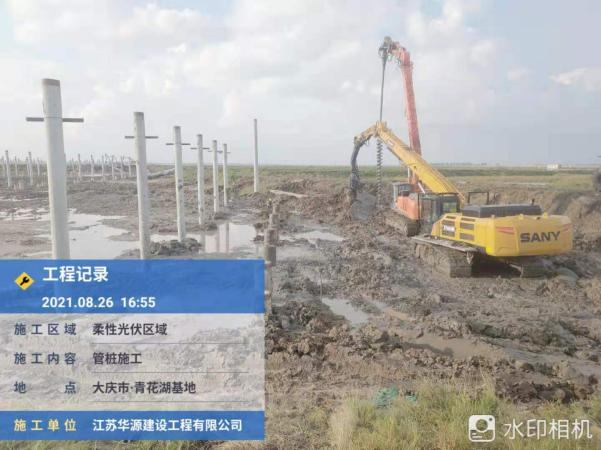 工程记录
2021.08.26 16:55
施工区域 柔性光伏区域
施工内容 管桩施工
地点 大庆市·青花湖基地
施工单位 江苏华源建设工程有限公司
SANY
水印相机